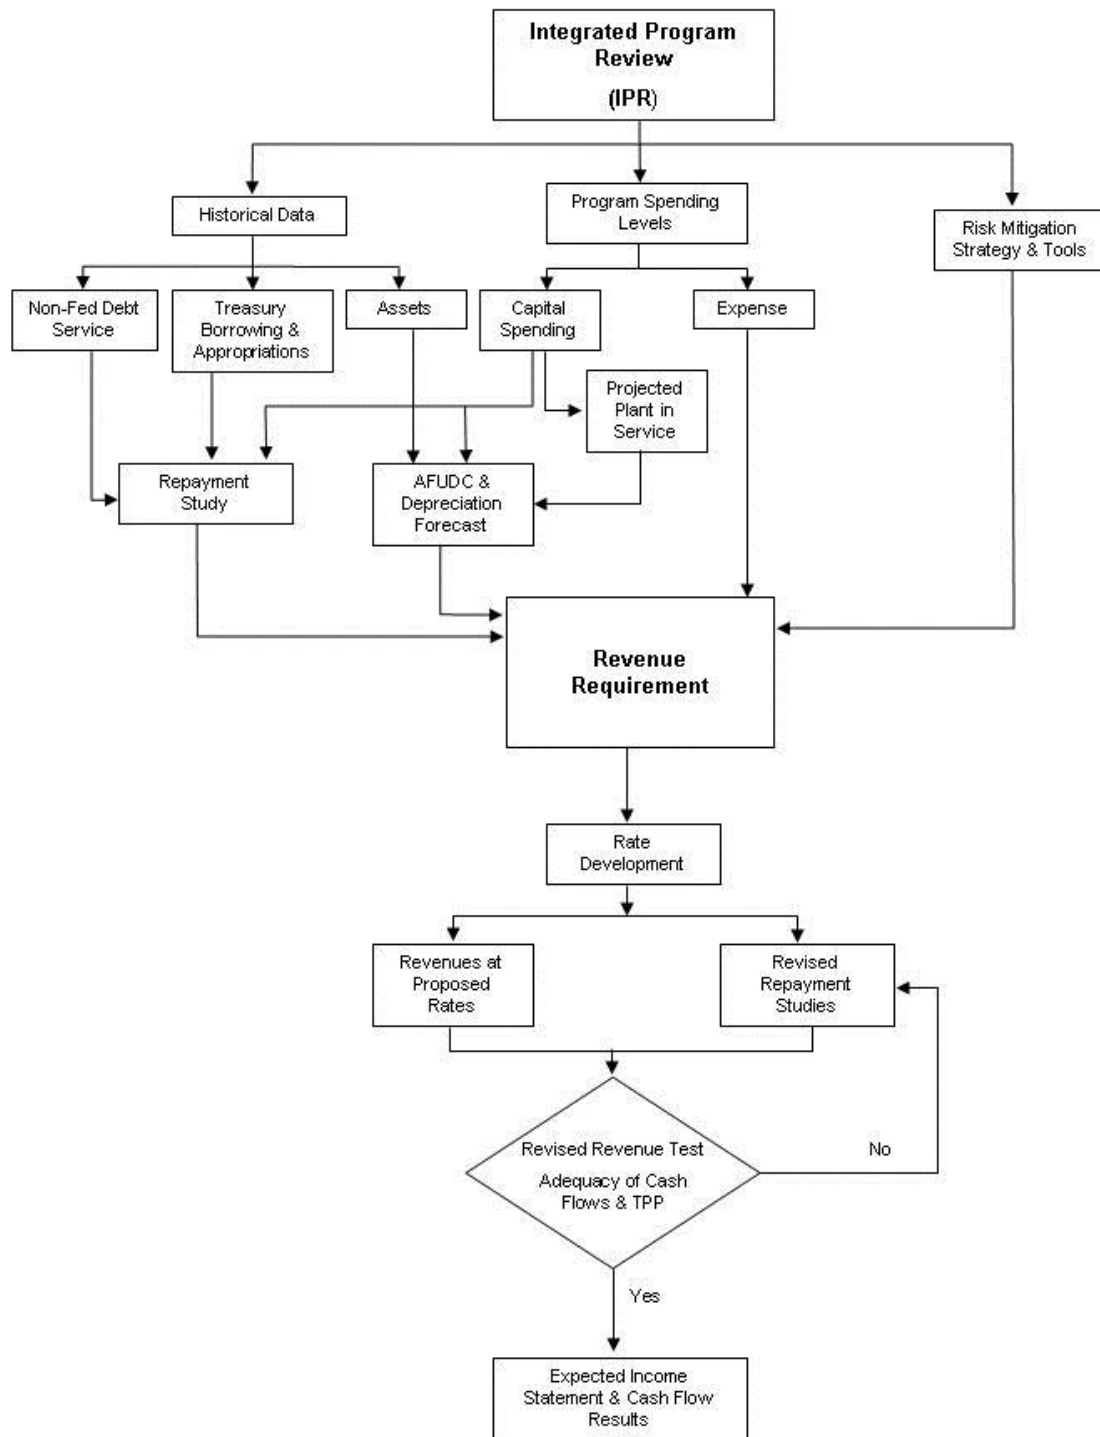 Integrated Program
Review
(IPR)
Historical Data
Program Spending
Levels
Risk Mitigation
Strategy & Tools
Non-Fed Debt
Service
Treasury
Borrowing &
Appropriations
Assets
Capital
Spending
Expense
Projected
Plant in
Service
Repayment
Study
AFUDC &
Depreciation
Forecast
Revenue
Requirement
Rate
Development
Revenues at
Proposed
Rates
Revised
Repayment
Studies
Revised Revenue Test
Adequacy of Cash
Flows & TPP
No
Yes
Expected Income
Statement & Cash Flow
Results